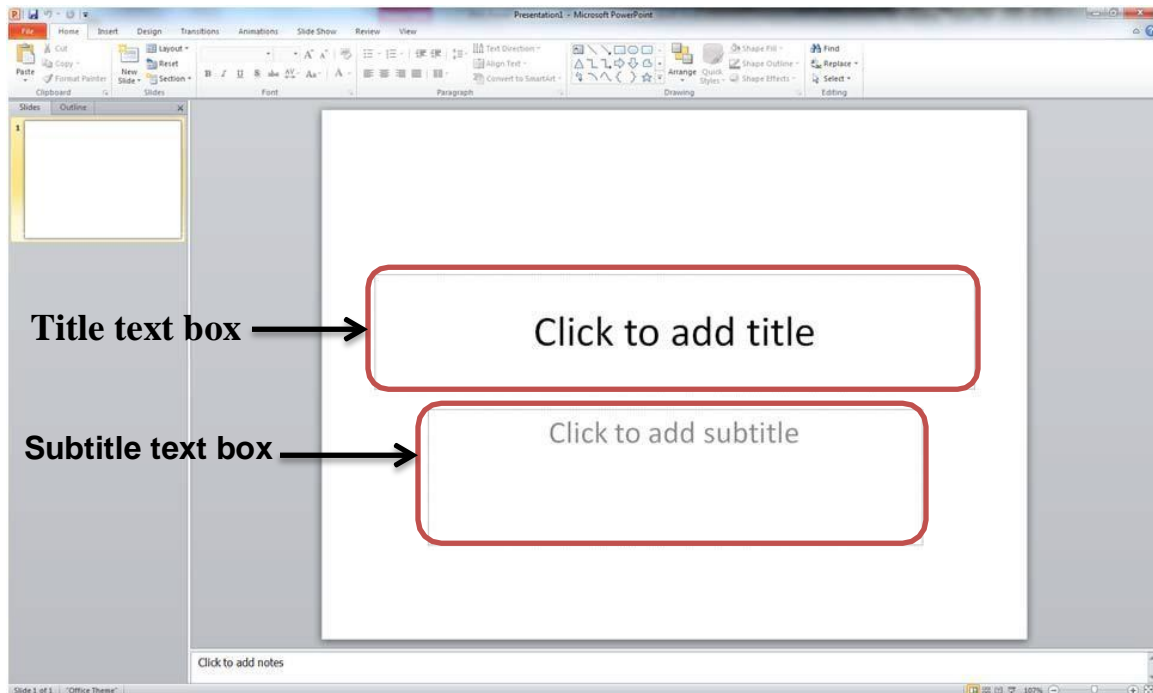 Presentation1 - Microsoft PowerPoint
File Home Insert Design Transitions Animations Slide Show Review View
Paste
Cut
Copy
Format Painter
Clipboard
New Slide
Layout
Reset
Section
Slides
Font
Text Direction
Align Text
Convert to SmartArt
Paragraph
Arrange
Quick Styles
Shape Fill
Shape Outline
Shape Effects
Drawing
Find
Replace
Select
Editing
Slides Outline
1
Click to add title
Title text box
Click to add subtitle
Subtitle text box
Click to add notes
Slide 1 of 1 "Office Theme" 107%